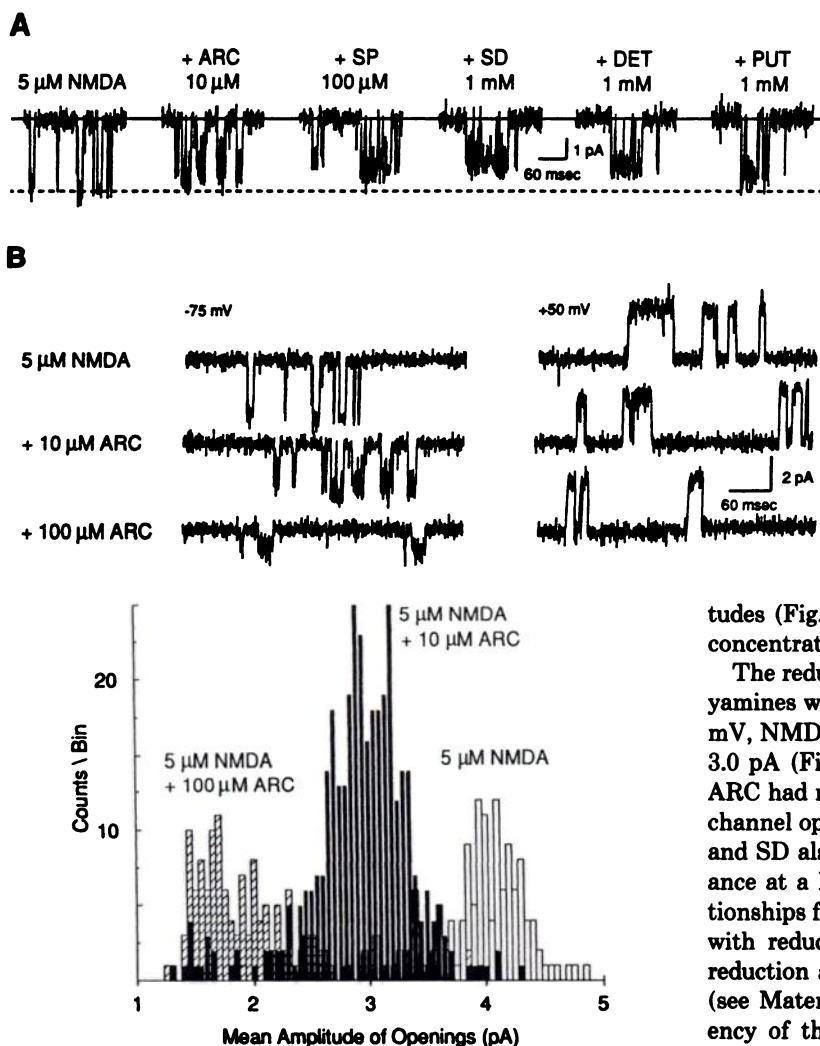 A
5 µM NMDA
+ ARC
10 µM
+ SP
100 µM
+ SD
1 mM
+ DET
1 mM
+ PUT
1 mM
1 pA
60 msec
B
-75 mV
+50 mV
5 µM NMDA
+ 10 µM ARC
+ 100 µM ARC
2 pA
60 msec
Counts \ Bin
20
10
5 µM NMDA
+ 100 µM ARC
5 µM NMDA
+ 10 µM ARC
5 µM NMDA
1 2 3 4 5
Mean Amplitude of Openings (pA)
tudes (Fig.
concentrat
The redu
yamines w
mV, NMD
3.0 pA (Fi
ARC had r
channel op
and SD als
ance at a l
tionships f
with reduc
reduction a
(see Mater
ency of th